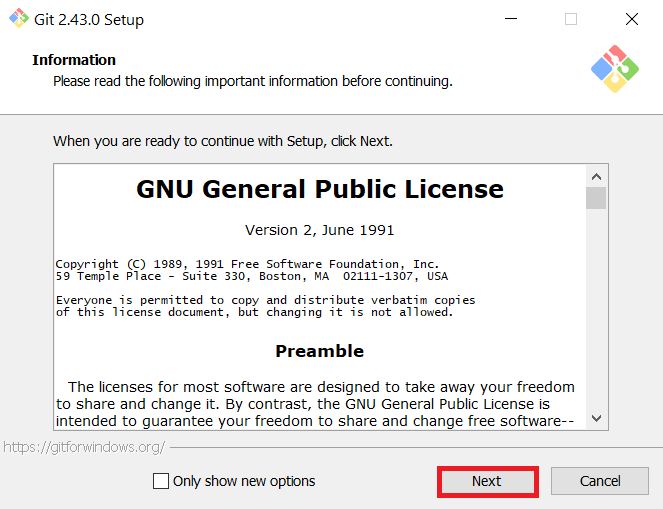 Git 2.43.0 Setup
Information
Please read the following important information before continuing.
When you are ready to continue with Setup, click Next.
GNU General Public License
Version 2, June 1991
Copyright (C) 1989, 1991 Free Software Foundation, Inc.
59 Temple Place - Suite 330, Boston, MA  02111-1307, USA
Everyone is permitted to copy and distribute verbatim copies
of this license document, but changing it is not allowed.
Preamble
The licenses for most software are designed to take away your freedom
to share and change it. By contrast, the GNU General Public License is
intended to guarantee your freedom to share and change free software--
https://gitforwindows.org/
Only show new options
Next
Cancel